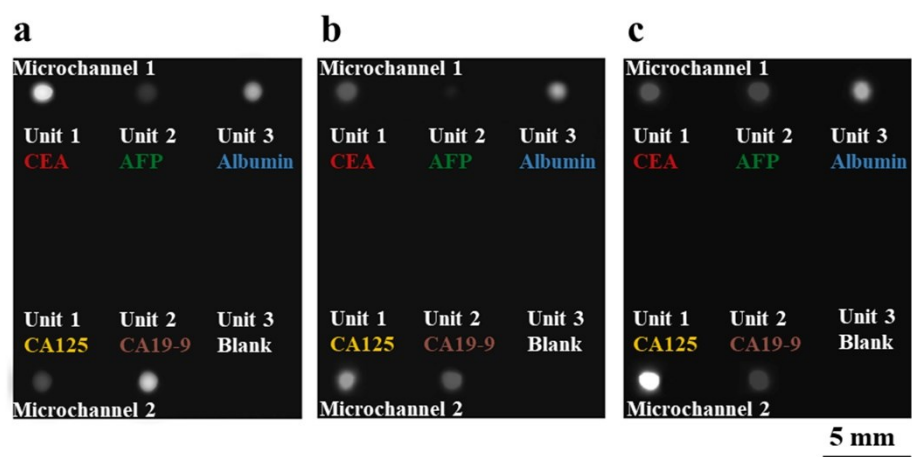 a b c
Microchannel 1 Microchannel 1 Microchannel 1
Unit 1 Unit 2 Unit 3 Unit 1 Unit 2 Unit 3 Unit 1 Unit 2 Unit 3
CEA AFP Albumin CEA AFP Albumin CEA AFP Albumin
Unit 1 Unit 2 Unit 3 Unit 1 Unit 2 Unit 3 Unit 1 Unit 2 Unit 3
CA125 CA19-9 Blank CA125 CA19-9 Blank CA125 CA19-9 Blank
Microchannel 2 Microchannel 2 Microchannel 2
5 mm